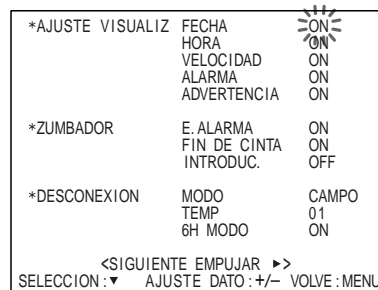 *AJUSTE VISUALIZ FECHA ON
HORA ON
VELOCIDAD ON
ALARMA ON
ADVERTENCIA ON
*ZUMBADOR E. ALARMA ON
FIN DE CINTA ON
INTRODUC. OFF
*DESCONEXION MODO CAMPO
TEMP 01
6H MODO ON
<SIGUIENTE EMPUJAR ►>
SELECCION : ▼ AJUSTE DATO : +/– VOLVE : MENU